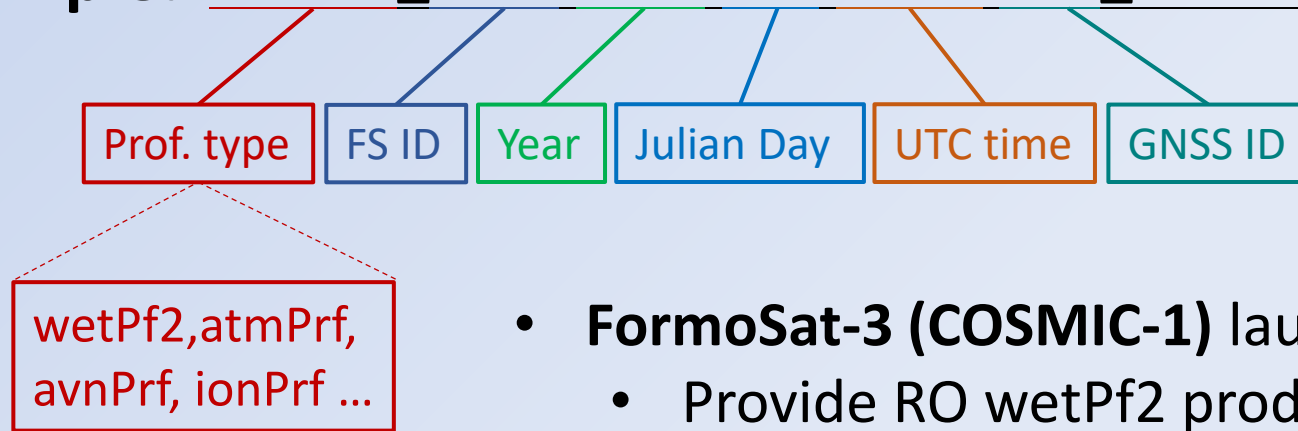 Prof. type FS ID Year Julian Day UTC time GNSS ID
wetPf2,atmPrf,
avnPrf, ionPrf ...
• FormoSat-3 (COSMIC-1)
• Provide RO wetPf2